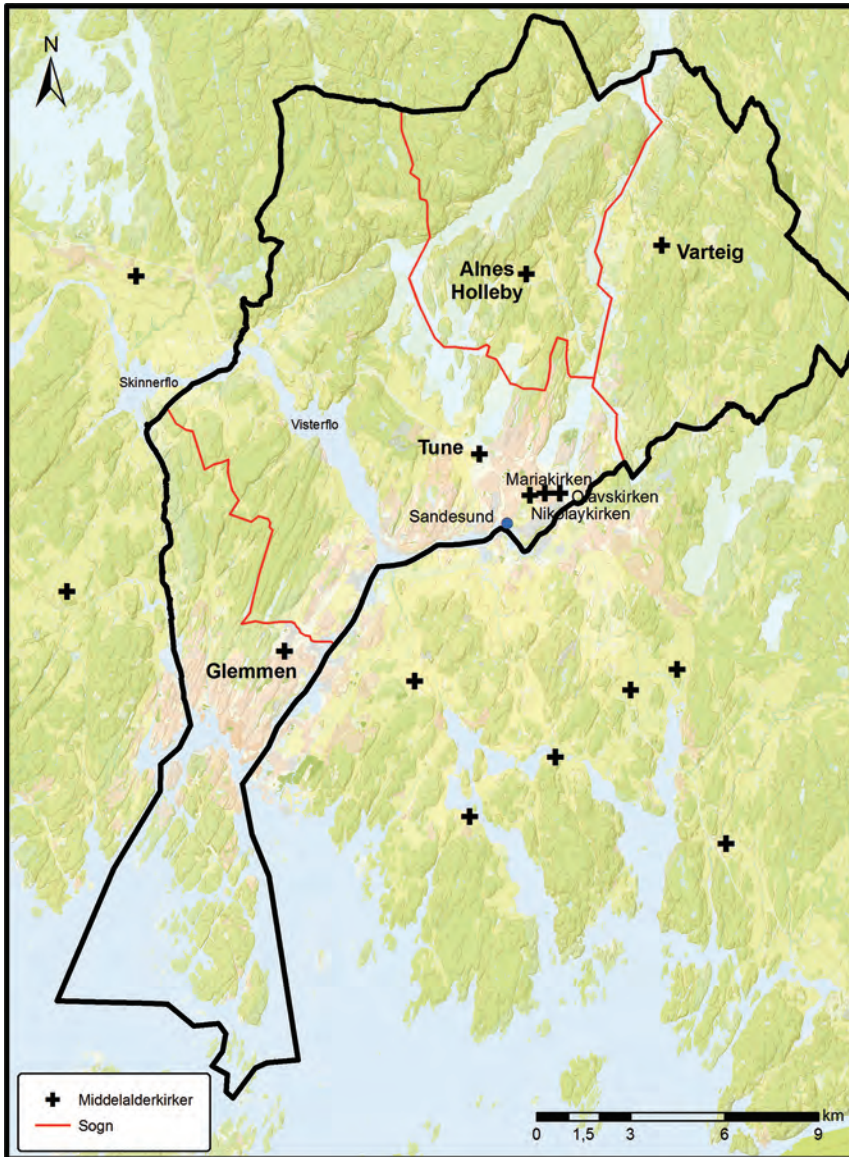 N
Alnes
Holleby
Varteig
Skinnerflo
Visterflo
Tune
Mariakirken
Olavskirken
Nikolaykirken
Sandesund
Glemmen
Middelalderkirker
Sogn
km
0 1,5 3 6 9